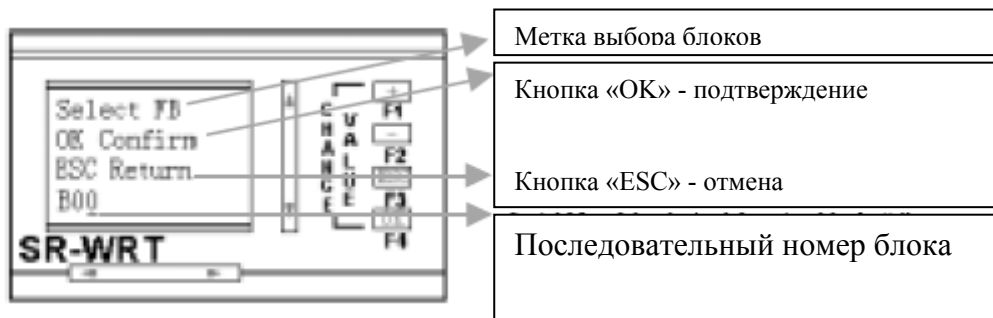 Метка выбора блоков
Select FB
Кнопка «OK» - подтверждение
OK Confirm
ESC Return
Кнопка «ESC» - отмена
B00
Последовательный номер блока
SR-WRT
CHANGE
VALUE
+
F1
-
F2
F3
OK
F4